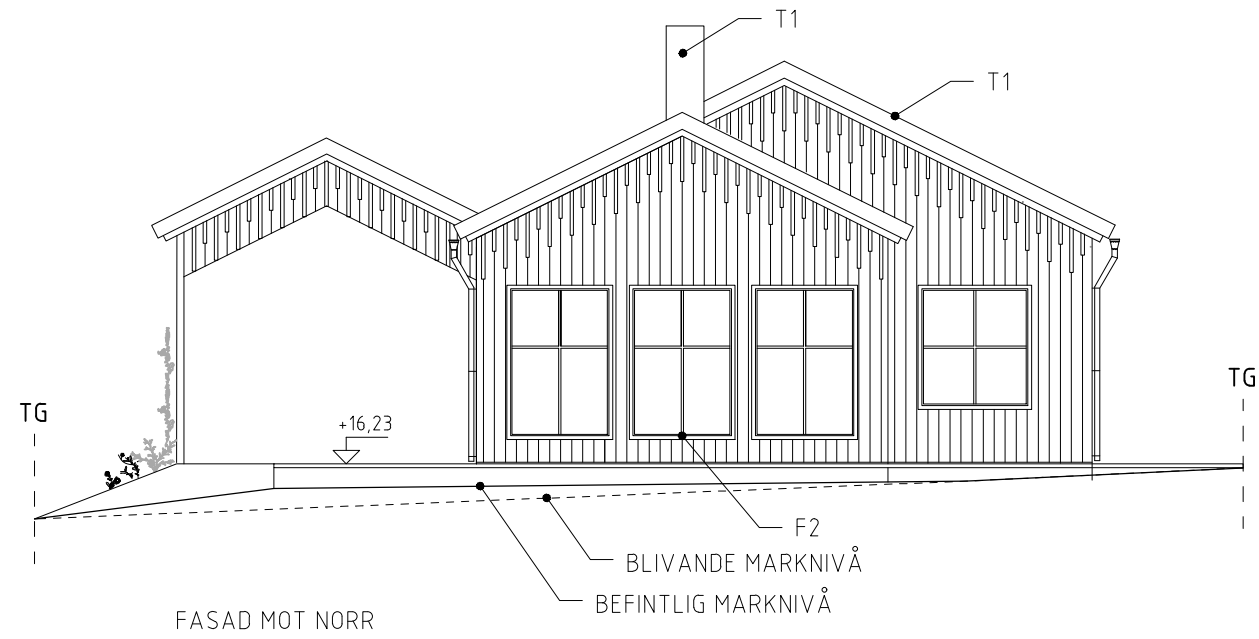 T1
T1
TG
TG
+16,23
F2
BLIVANDE MARKNIVÅ
BEFINTLIG MARKNIVÅ
FASAD MOT NORR